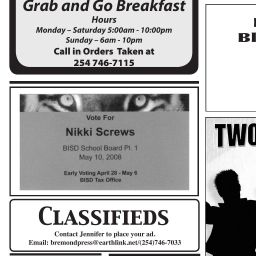 Grab and Go Breakfast
Hours
Monday – Saturday 5:00am - 10:00pm
Sunday – 6am - 10pm
Call in Orders Taken at
254 746-7115
Vote For
Nikki Screws
BISD School Board Pl. 1
May 10, 2008
Early Voting April 28 - May 6
BISD Tax Office
CLASSIFIEDS
Contact Jennifer to place your ad.
Email: bremondpress@earthlink.net/(254)746-7033
TWO